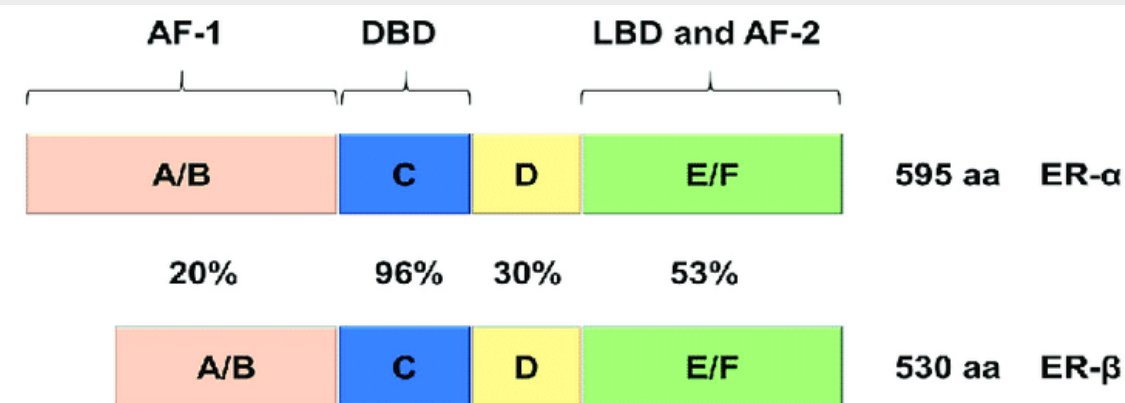 AF-1 DBD LBD and AF-2
A/B C D E/F 595 aa ER-α
20% 96% 30% 53%
A/B C D E/F 530 aa ER-β